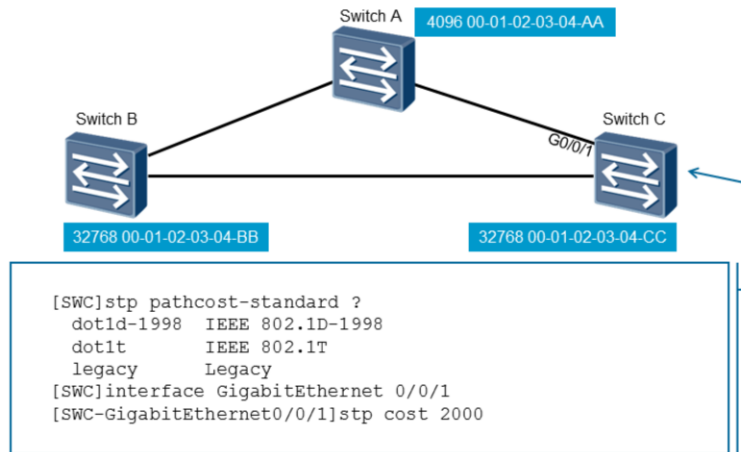 Switch A
4096 00-01-02-03-04-AA
Switch B
Switch C
G0/0/1
32768 00-01-02-03-04-BB
32768 00-01-02-03-04-CC
[SWC]stp pathcost-standard ?
dot1d-1998 IEEE 802.1D-1998
dot1t IEEE 802.1T
legacy Legacy
[SWC]interface GigabitEthernet 0/0/1
[SWC-GigabitEthernet0/0/1]stp cost 2000